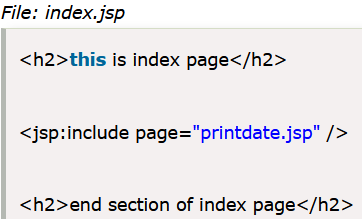 File: index.jsp
<h2>this is index page</h2>
<jsp:include page="printdate.jsp" />
<h2>end section of index page</h2>